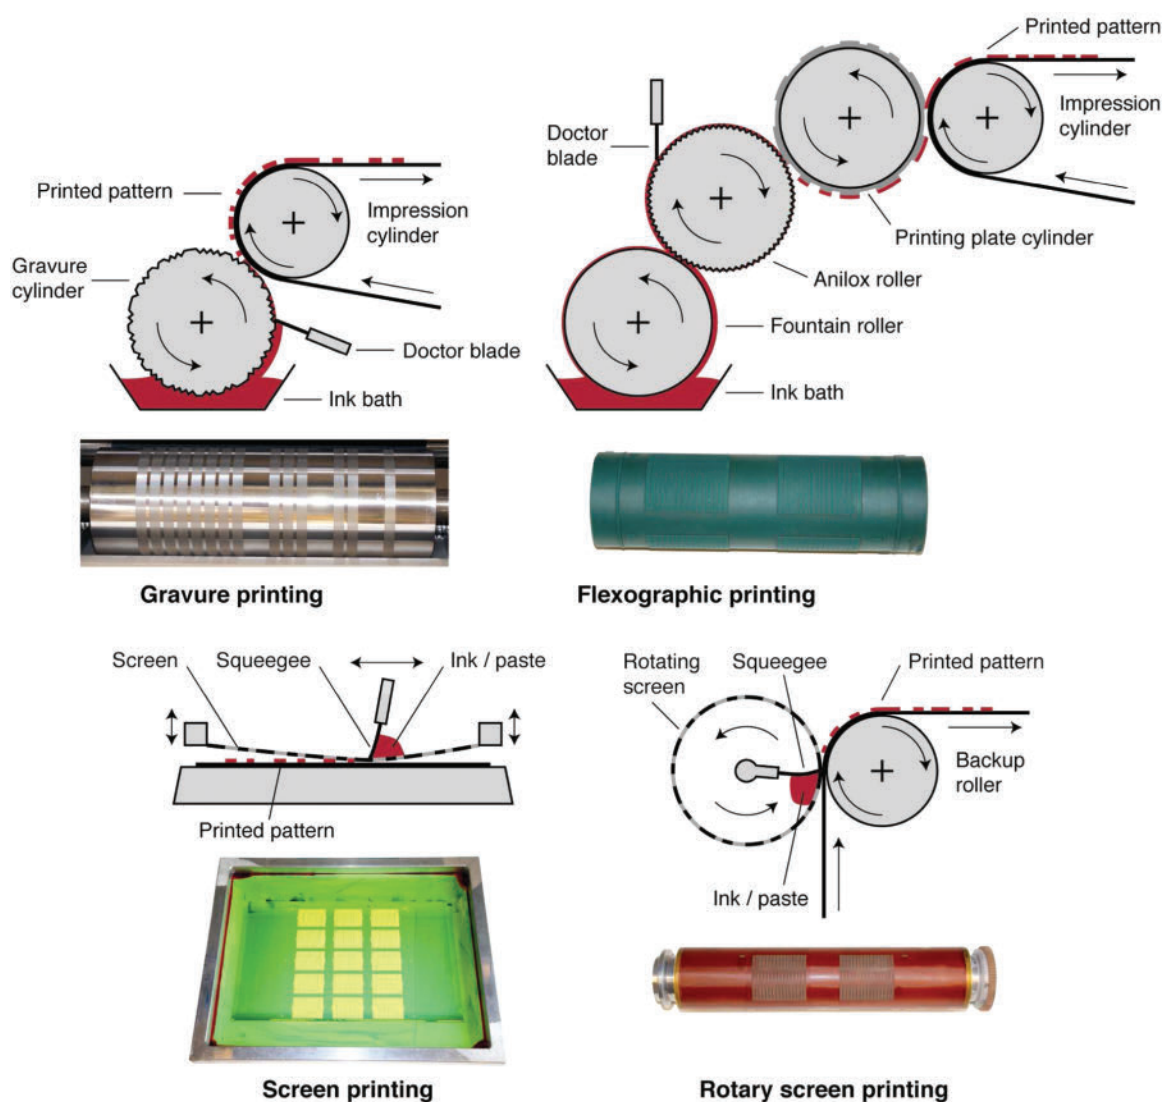 Printed pattern
Impression
cylinder
Gravure
cylinder
Doctor blade
Ink bath
Gravure printing
Printed pattern
Impression
cylinder
Doctor
blade
Printing plate cylinder
Anilox roller
Fountain roller
Ink bath
Flexographic printing
Screen
Squeegee
Ink / paste
Printed pattern
Screen printing
Rotating
screen
Squeegee
Printed pattern
Backup
roller
Ink / paste
Rotary screen printing